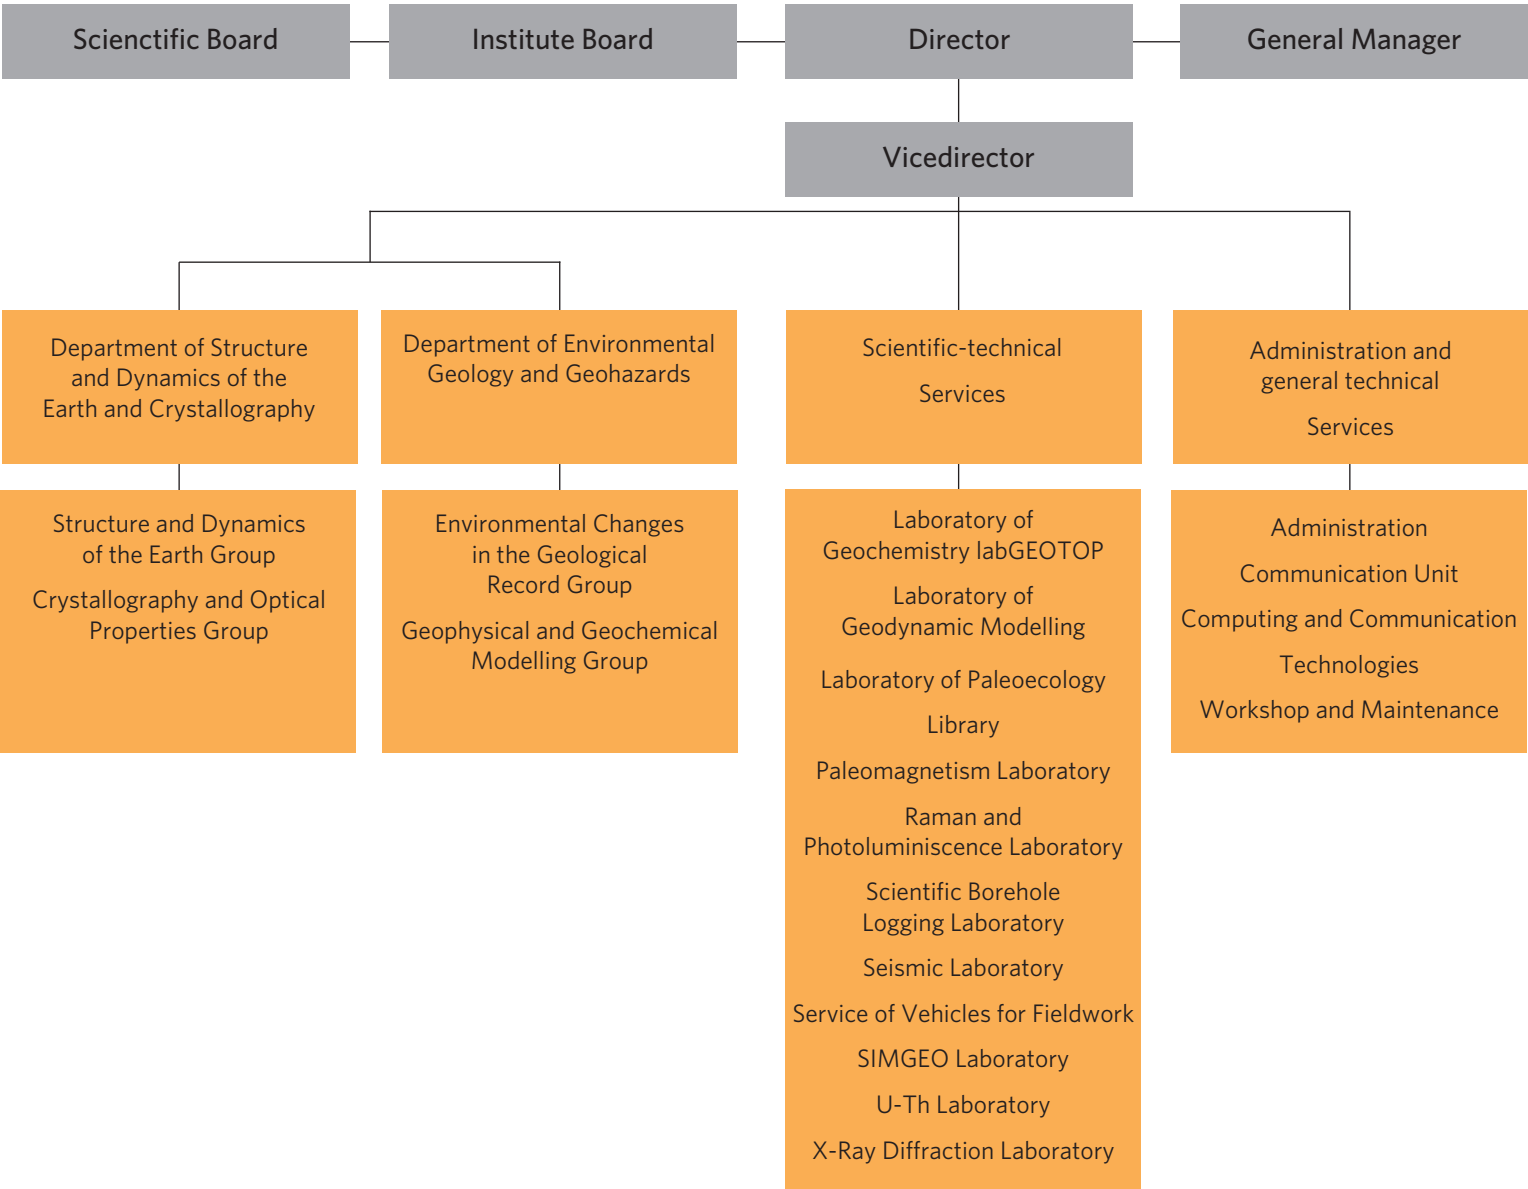 Scienctific Board
Institute Board
Director
General Manager
Vicedirector
Department of Structure
and Dynamics of the
Earth and Crystallography
Department of Environmental
Geology and Geohazards
Scientific-technical
Services
Administration and
general technical
Services
Structure and Dynamics
of the Earth Group
Crystallography and Optical
Properties Group
Environmental Changes
in the Geological
Record Group
Geophysical and Geochemical
Modelling Group
Laboratory of
Geochemistry labGEOTOP
Laboratory of
Geodynamic Modelling
Laboratory of Paleoecology
Library
Paleomagnetism Laboratory
Raman and
Photoluminiscence Laboratory
Scientific Borehole
Logging Laboratory
Seismic Laboratory
Service of Vehicles for Fieldwork
SIMGEO Laboratory
U-Th Laboratory
X-Ray Diffraction Laboratory
Administration
Communication Unit
Computing and Communication
Technologies
Workshop and Maintenance